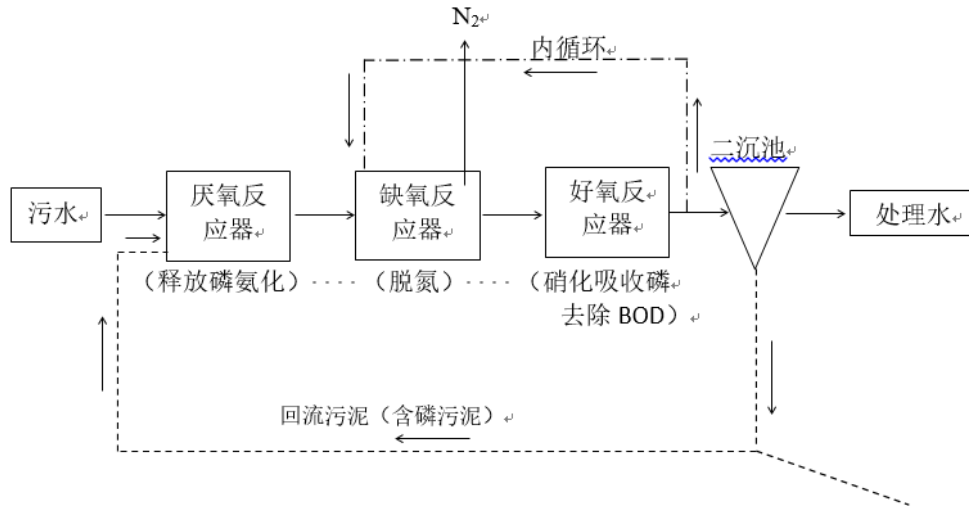 N₂
内循环
二沉池
污水
厌氧反
应器
缺氧反
应器
好氧反
应器
处理水
（释放磷氨化）
（脱氮）
（硝化吸收磷
去除 BOD）
回流污泥（含磷污泥）